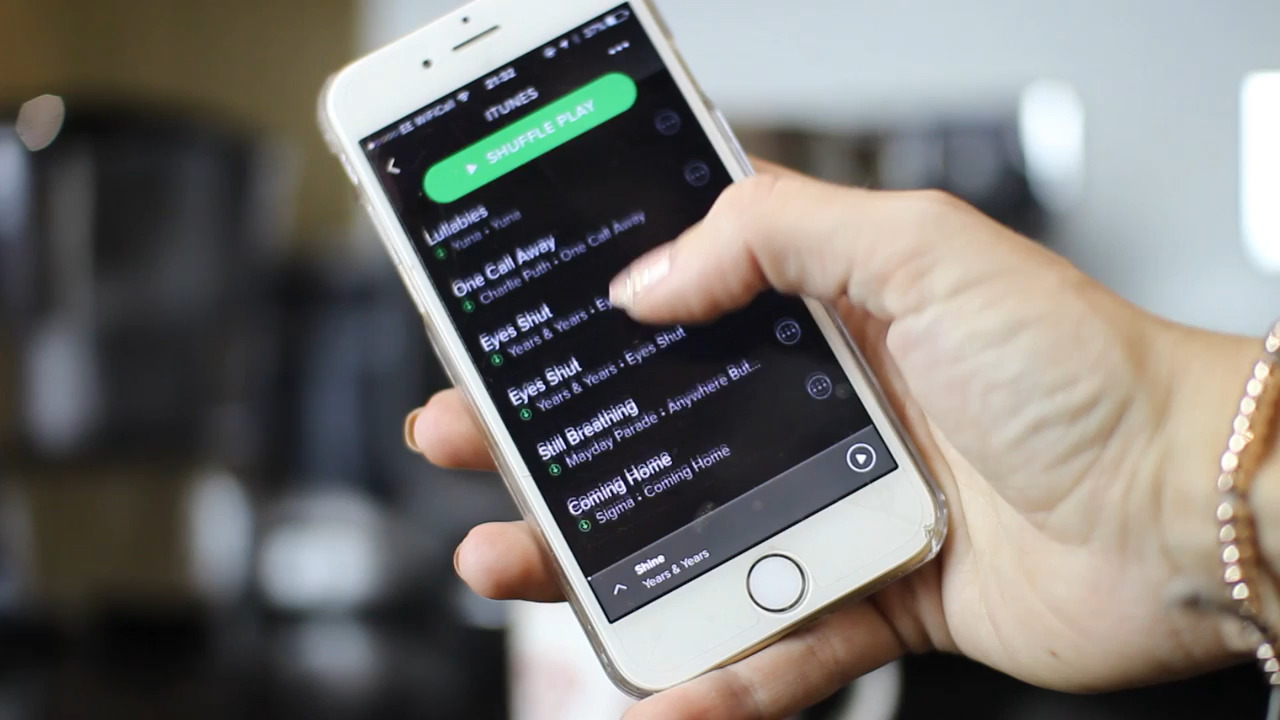 EE WiFiCall 21:32 37%
ITUNES
SHUFFLE PLAY
Lullabies
Yuna • Yuna
One Call Away
Charlie Puth • One Call Away
Eyes Shut
Years & Years • Ey
Eyes Shut
Years & Years • Eyes Shut
Still Breathing
Mayday Parade • Anywhere But...
Coming Home
Sigma • Coming Home
Shine
Years & Years